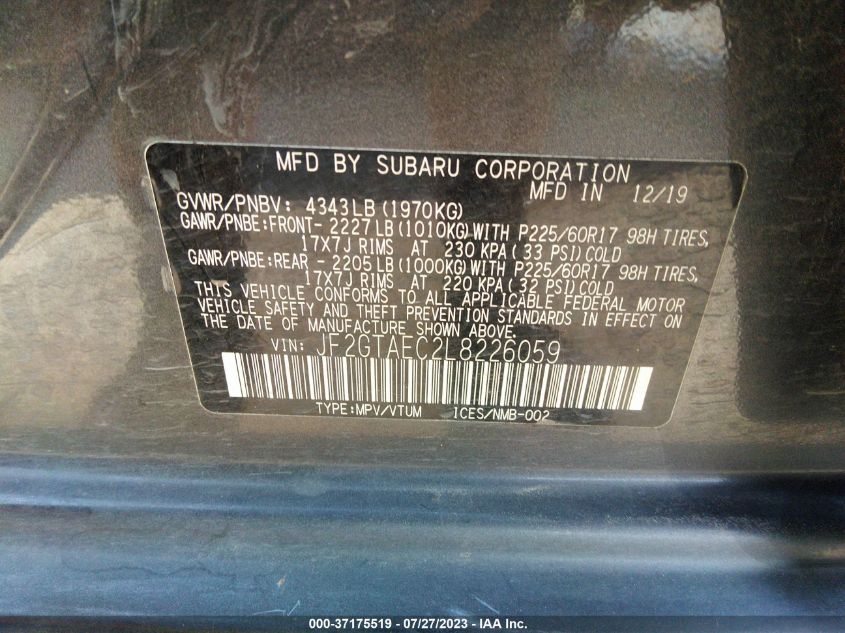 MFD BY SUBARU CORPORATION
MFD IN 12/19
GVWR/PNBV: 4343LB(1970KG)
GAWR/PNBE:FRONT- 2227LB(1010KG)WITH P225/60R17 98H TIRES,
17X7J RIMS AT 230 KPA(33 PSI)COLD
GAWR/PNBE:REAR - 2205LB(1000KG)WITH P225/60R17 98H TIRES,
17X7J RIMS AT 220 KPA(32 PSI)COLD
THIS VEHICLE CONFORMS TO ALL APPLICABLE FEDERAL MOTOR
VEHICLE SAFETY AND THEFT PREVENTION STANDARDS IN EFFECT ON
THE DATE OF MANUFACTURE SHOWN ABOVE.
VIN: JF2GTAEC2L8226059
TYPE:MPV/VTUM ICES/NMB-002
000-37175519 - 07/27/2023 - IAA Inc.